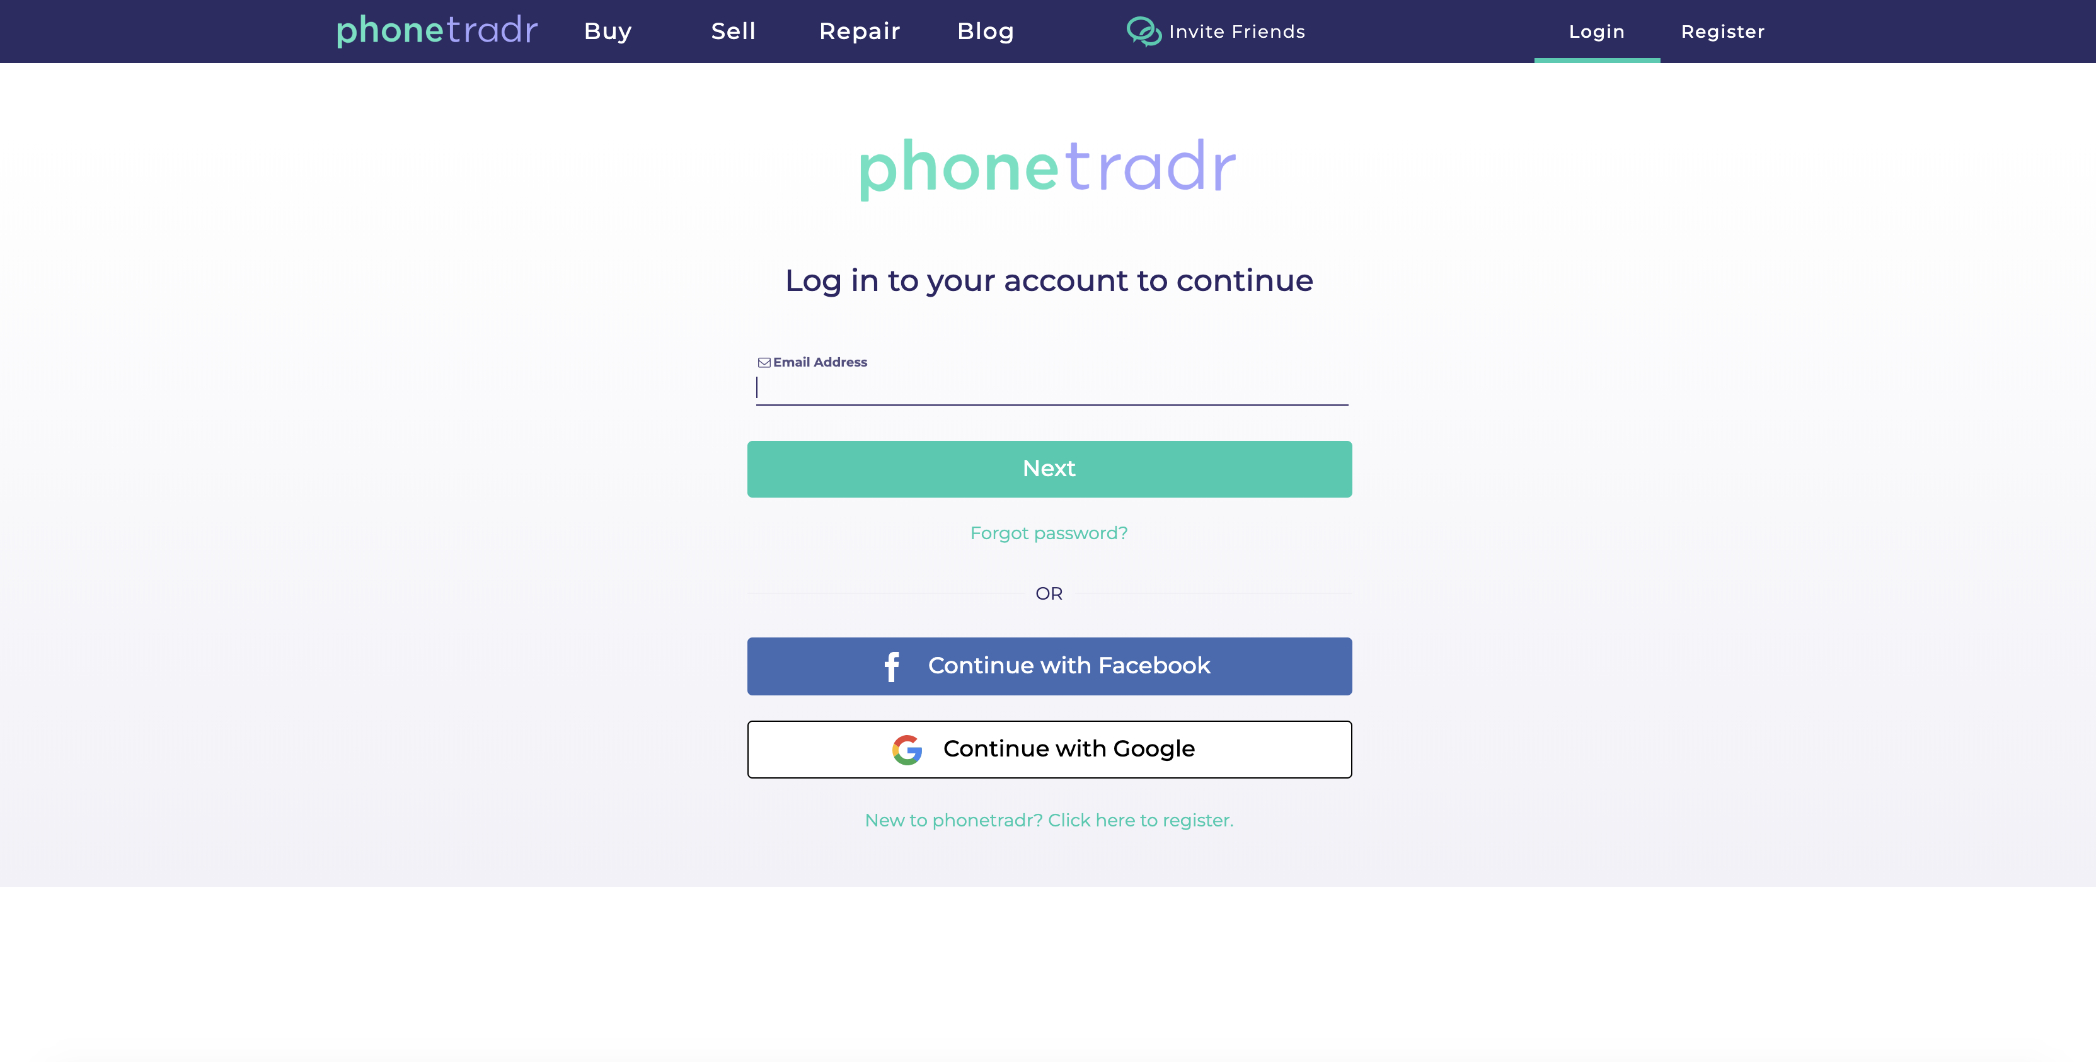 phonetradr Buy Sell Repair Blog Invite Friends Login Register
phonetradr
Log in to your account to continue
Email Address
Next
Forgot password?
OR
f Continue with Facebook
G Continue with Google
New to phonetradr? Click here to register.